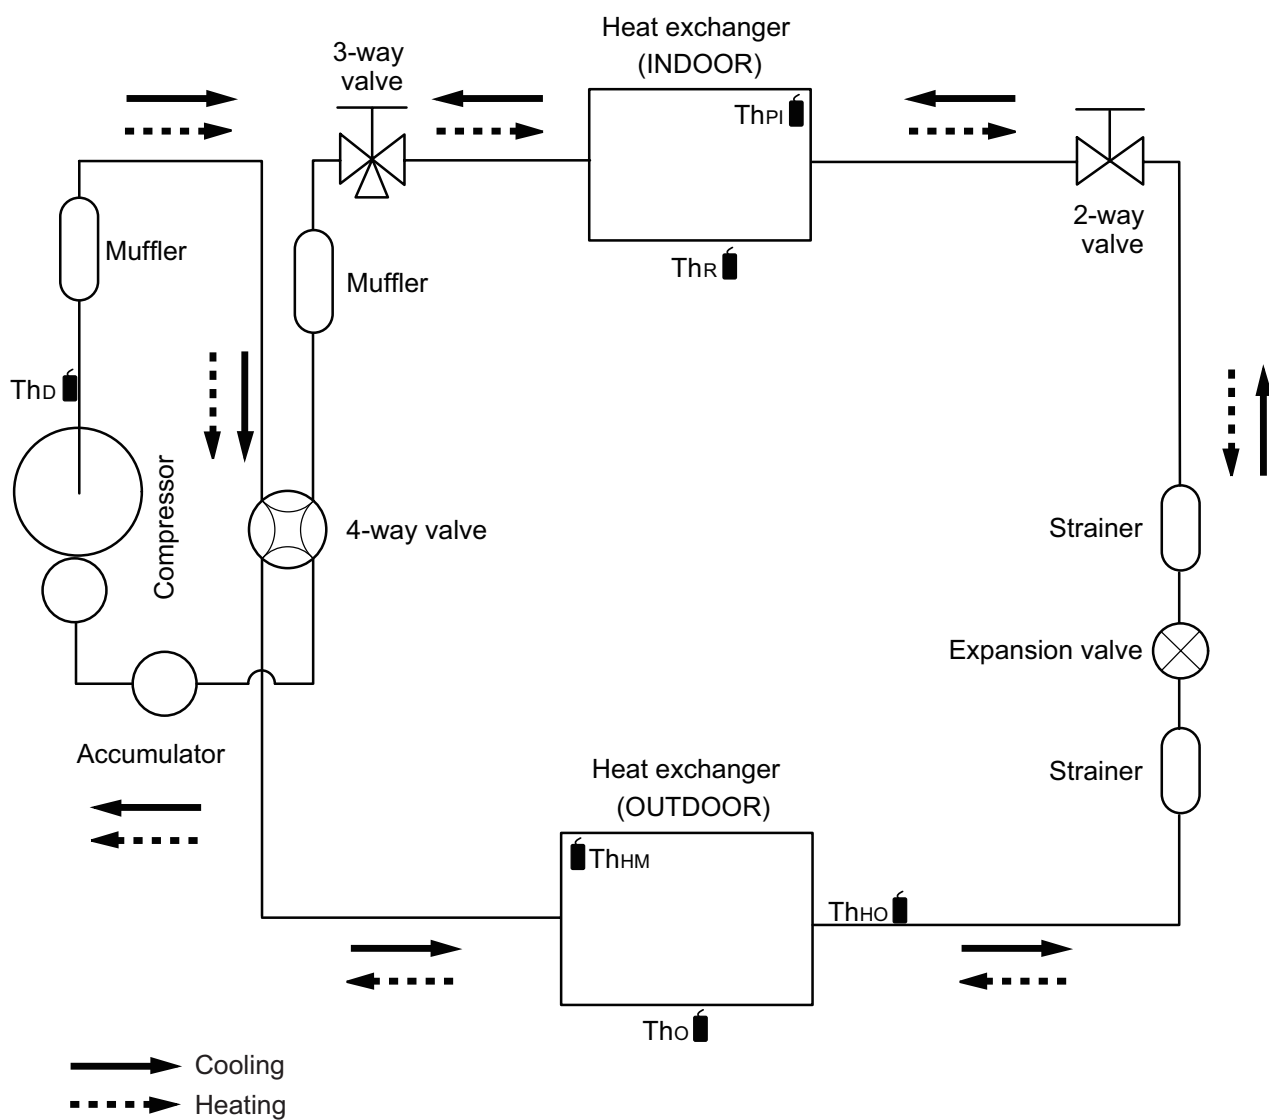 Heat exchanger
(INDOOR)
3-way
valve
ThPI
2-way
valve
Muffler
Muffler
ThR
ThD
Compressor
4-way valve
Strainer
Expansion valve
Accumulator
Strainer
Heat exchanger
(OUTDOOR)
ThHM
ThHO
ThO
Cooling
Heating